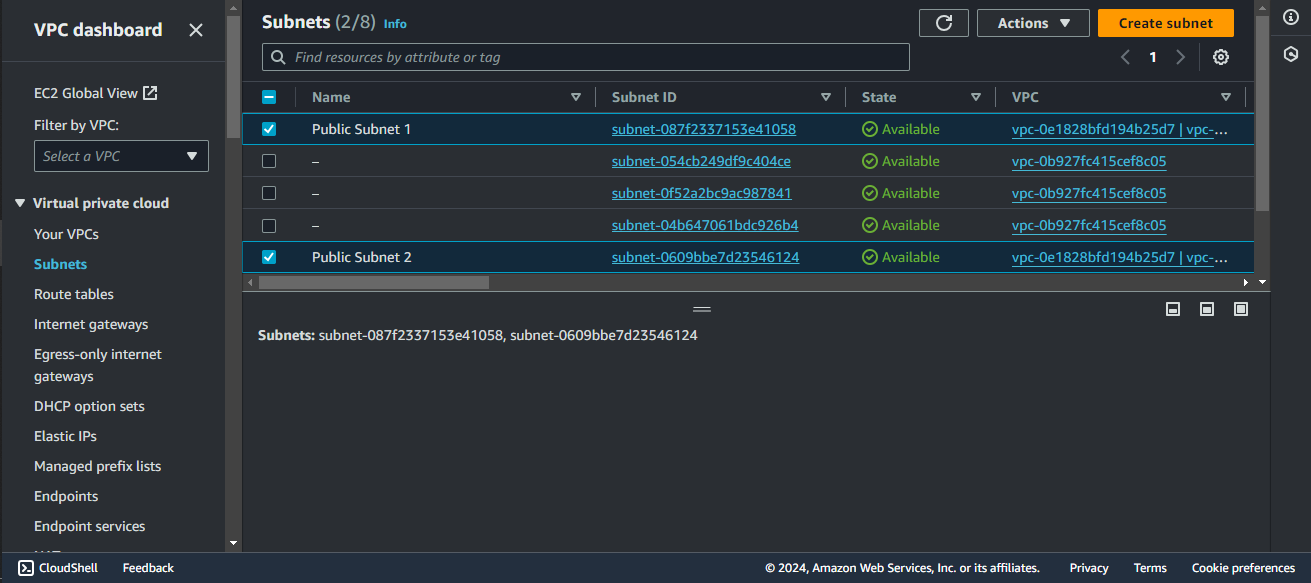 VPC dashboard
EC2 Global View
Filter by VPC:
Select a VPC
Virtual private cloud
Your VPCs
Subnets
Route tables
Internet gateways
Egress-only internet
gateways
DHCP option sets
Elastic IPs
Managed prefix lists
Endpoints
Endpoint services
Subnets (2/8) Info
Actions
Create subnet
Find resources by attribute or tag
1
Name Subnet ID State VPC
Public Subnet 1 subnet-087f2337153e41058 Available vpc-0e1828bfd194b25d7 | vpc-...
– subnet-054cb249df9c404ce Available vpc-0b927fc415cef8c05
– subnet-0f52a2bc9ac987841 Available vpc-0b927fc415cef8c05
– subnet-04b647061bdc926b4 Available vpc-0b927fc415cef8c05
Public Subnet 2 subnet-0609bbe7d23546124 Available vpc-0e1828bfd194b25d7 | vpc-...
Subnets: subnet-087f2337153e41058, subnet-0609bbe7d23546124
CloudShell Feedback © 2024, Amazon Web Services, Inc. or its affiliates. Privacy Terms Cookie preferences